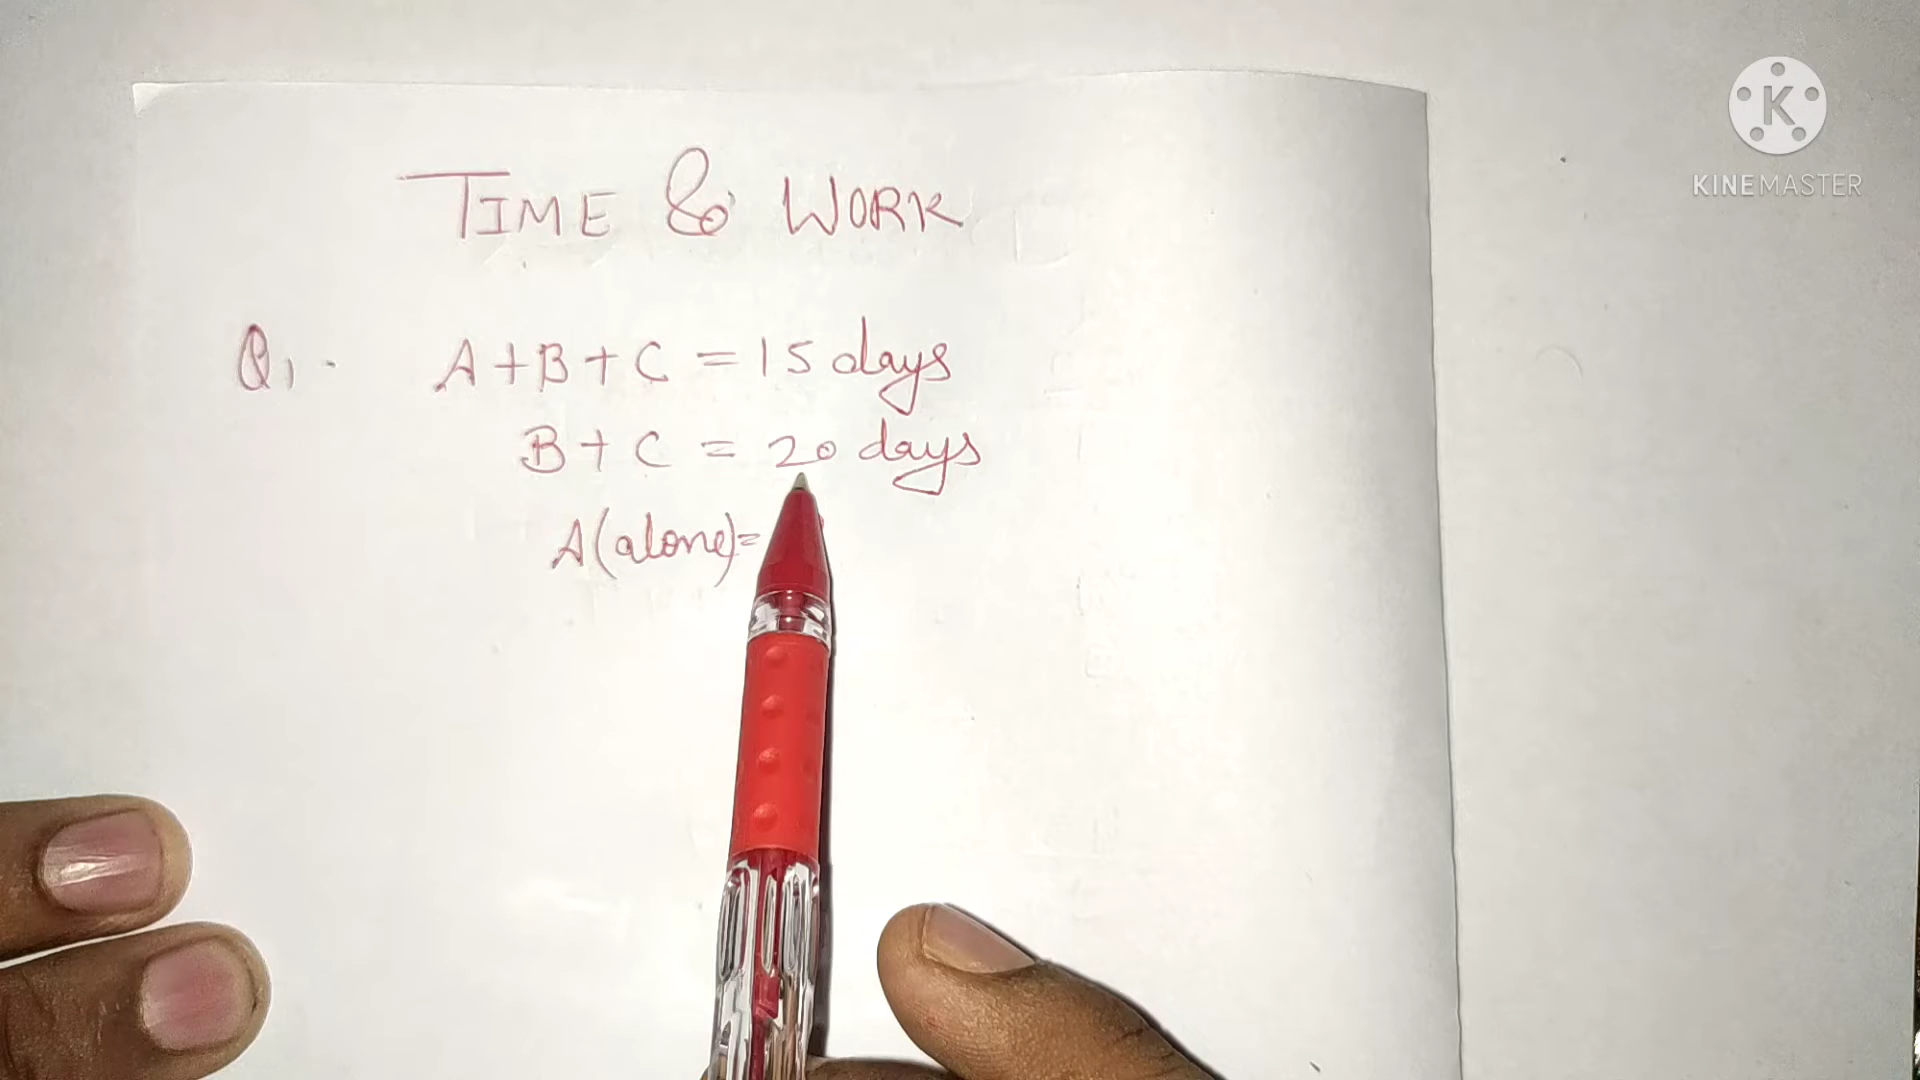 TIME & WORK
Q1. A+B+C = 15 days
B+C = 20 days
A(alone)=
K
KINEMASTER